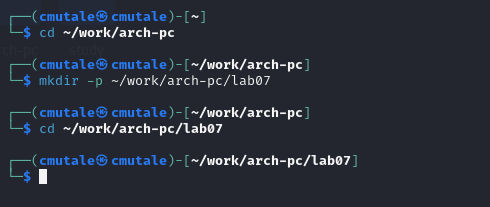 ┌──(cmutale㉿cmutale)-[~]
└─$ cd ~/work/arch-pc
┌──(cmutale㉿cmutale)-[~/work/arch-pc]
└─$ mkdir -p ~/work/arch-pc/lab07
┌──(cmutale㉿cmutale)-[~/work/arch-pc]
└─$ cd ~/work/arch-pc/lab07
┌──(cmutale㉿cmutale)-[~/work/arch-pc/lab07]
└─$